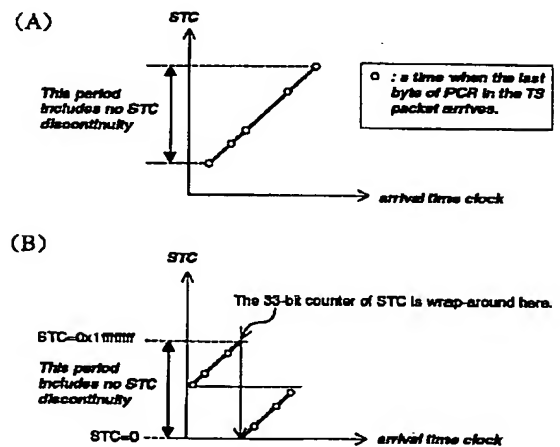 (A)
STC
This period
includes no STC
discontinuity
: a time when the last
byte of PCR in the TS
packet arrives.
arrival time clock
(B)
STC
The 33-bit counter of STC is wrap-around here.
STC=0x1ffffffff
This period
includes no STC
discontinuity
STC=0
arrival time clock